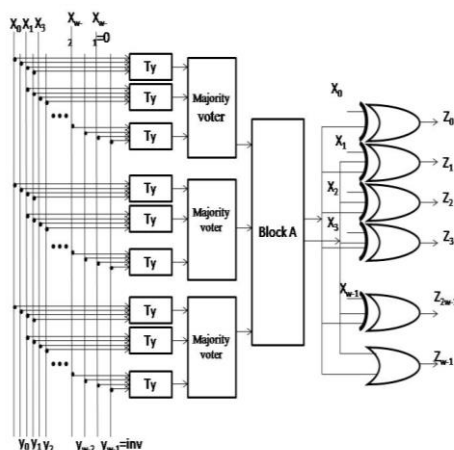 X0 X1 X3 Xw-2 Xw-1=0
Ty
Ty
Ty
Majority
voter
Ty
Ty
Ty
Majority
voter
Ty
Ty
Ty
Majority
voter
Block A
X0
Z0
X1
Z1
X2
Z2
X3
Z3
Xw-1
Z2w-1
Zw-1
y0 y1 y2 yw-2 yw-1=inv